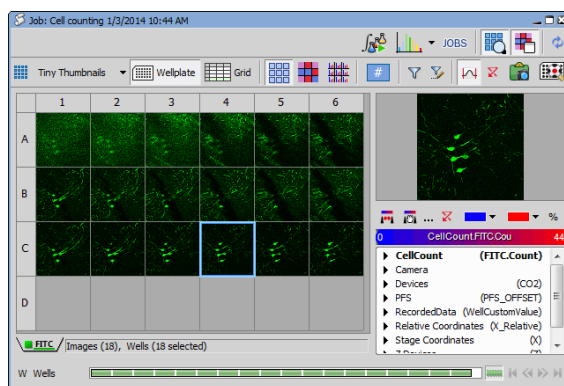 Job: Cell counting 1/3/2014 10:44 AM
JOBS
Tiny Thumbnails Wellplate Grid #
1 2 3 4 5 6
A
B
C
D
... %
0 CellCount.FITC.Cou 44
CellCount (FITC.Count)
Camera
Devices (CO2)
PFS (PFS_OFFSET)
RecordedData (WellCustomValue)
Relative Coordinates (X_Relative)
Stage Coordinates (X)
Z Devices (Z)
FITC Images (18), Wells (18 selected)
W Wells